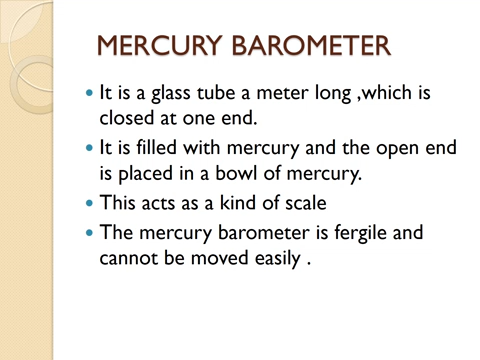 MERCURY BAROMETER
• It is a glass tube a meter long ,which is
closed at one end.
• It is filled with mercury and the open end
is placed in a bowl of mercury.
• This acts as a kind of scale
• The mercury barometer is fergile and
cannot be moved easily .